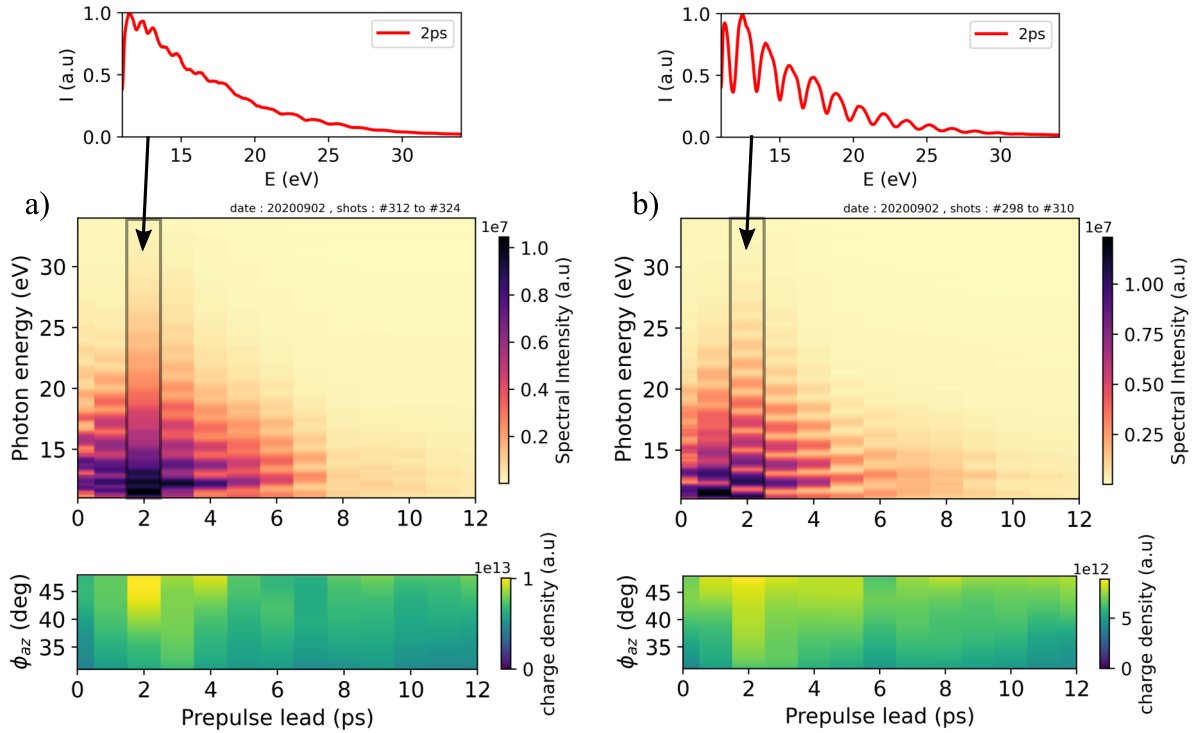 1.0
0.5
0.0
I (a.u)
2ps
15 20 25 30
E (eV)
a)
date : 20200902 , shots : #312 to #324
1e7
30
25
20
15
Photon energy (eV)
0 2 4 6 8 10 12
1.0
0.8
0.6
0.4
0.2
Spectral Intensity (a.u)
45
40
35
ϕaz (deg)
0 2 4 6 8 10 12
Prepulse lead (ps)
1e13
1
0
charge density (a.u)
1.0
0.5
0.0
I (a.u)
2ps
15 20 25 30
E (eV)
b)
date : 20200902 , shots : #298 to #310
1e7
30
25
20
15
Photon energy (eV)
0 2 4 6 8 10 12
1.00
0.75
0.50
0.25
Spectral Intensity (a.u)
45
40
35
ϕaz (deg)
0 2 4 6 8 10 12
Prepulse lead (ps)
1e12
5
0
charge density (a.u)